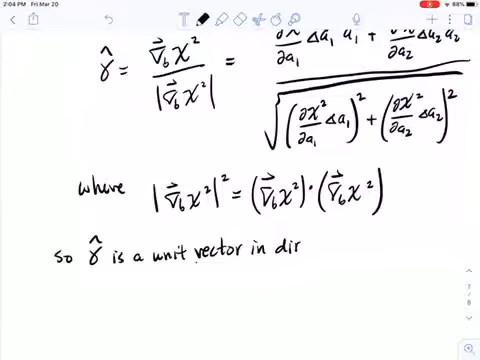 2:04 PM Fri Mar 20
88%
γ̂ = ∇⃗_b χ² / |∇⃗_b χ²| = ∂χ²/∂a₁ Δa₁ â₁ + ∂χ²/∂a₂ Δa₂ â₂ / √((∂χ²/∂a₁ Δa₁)² + (∂χ²/∂a₂ Δa₂)²)
where |∇⃗_b χ²|² = (∇⃗_b χ²)·(∇⃗_b χ²)
so γ̂ is a unit vector in dir
7
8